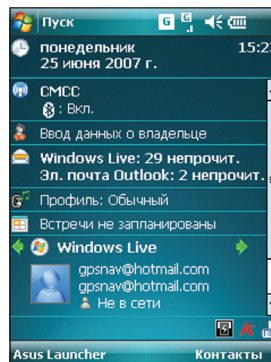 Пуск
понедельник 15:2
25 июня 2007 г.
СМСС
: Вкл.
Ввод данных о владельце
Windows Live: 29 непрочит.
Эл. почта Outlook: 2 непрочит.
Профиль: Обычный
Встречи не запланированы
Windows Live
gpsnav@hotmail.com
gpsnav@hotmail.com
Не в сети
Asus Launcher Контакты